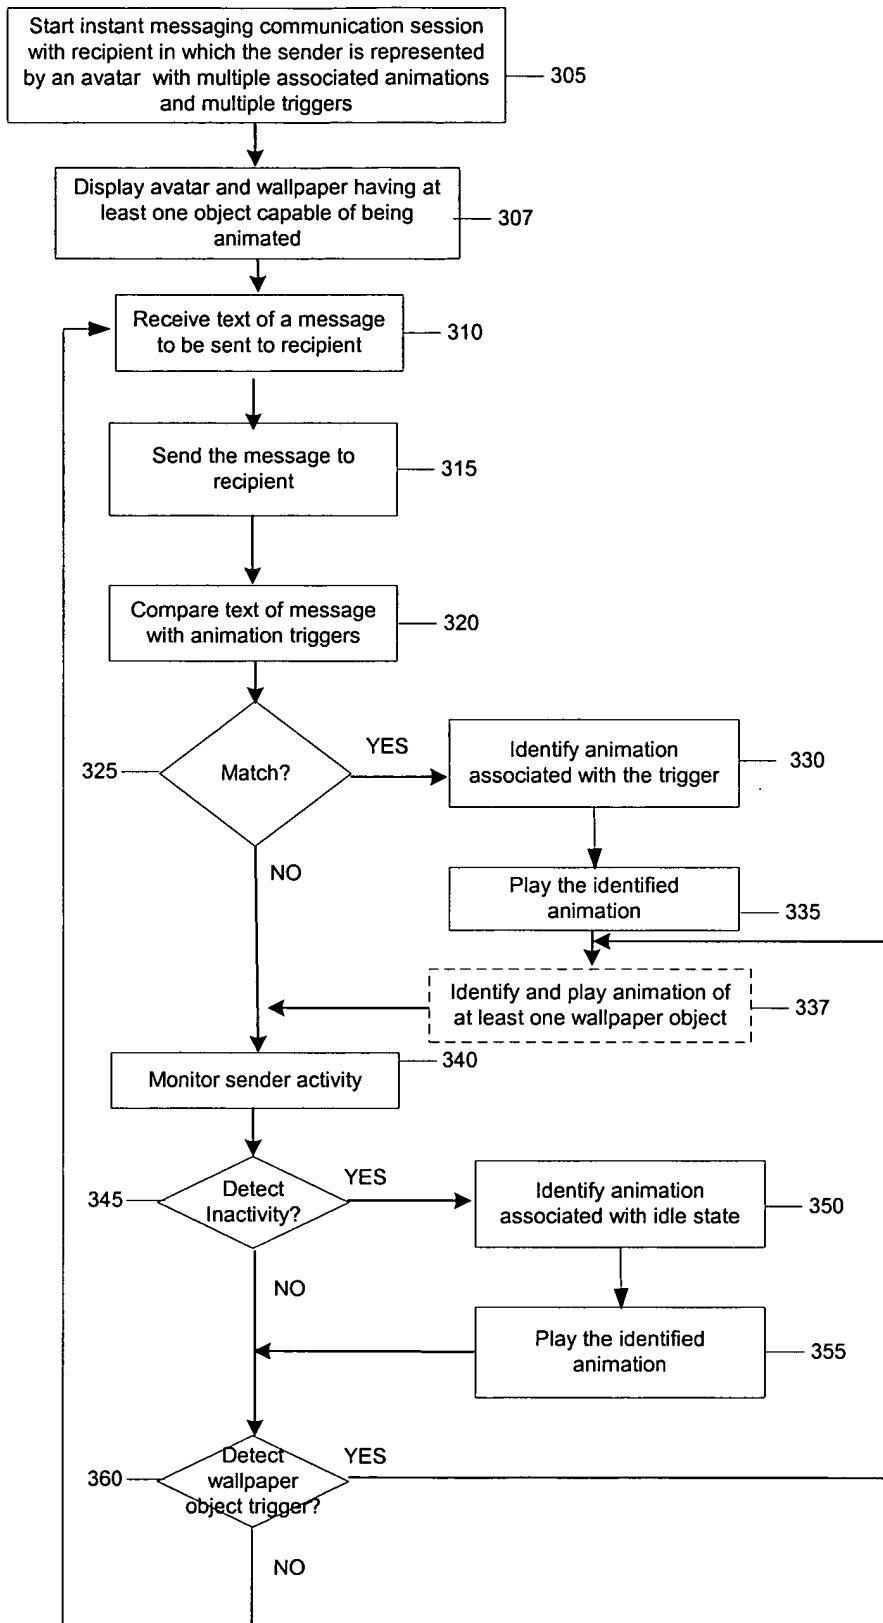 Start instant messaging communication session
with recipient in which the sender is represented
by an avatar with multiple associated animations
and multiple triggers
305
Display avatar and wallpaper having at
least one object capable of being
animated
307
Receive text of a message
to be sent to recipient
310
Send the message to
recipient
315
Compare text of message
with animation triggers
320
Match?
325
YES
NO
Identify animation
associated with the trigger
330
Play the identified
animation
335
Identify and play animation of
at least one wallpaper object
337
Monitor sender activity
340
Detect
Inactivity?
345
YES
NO
Identify animation
associated with idle state
350
Play the identified
animation
355
Detect
wallpaper
object trigger?
360
YES
NO